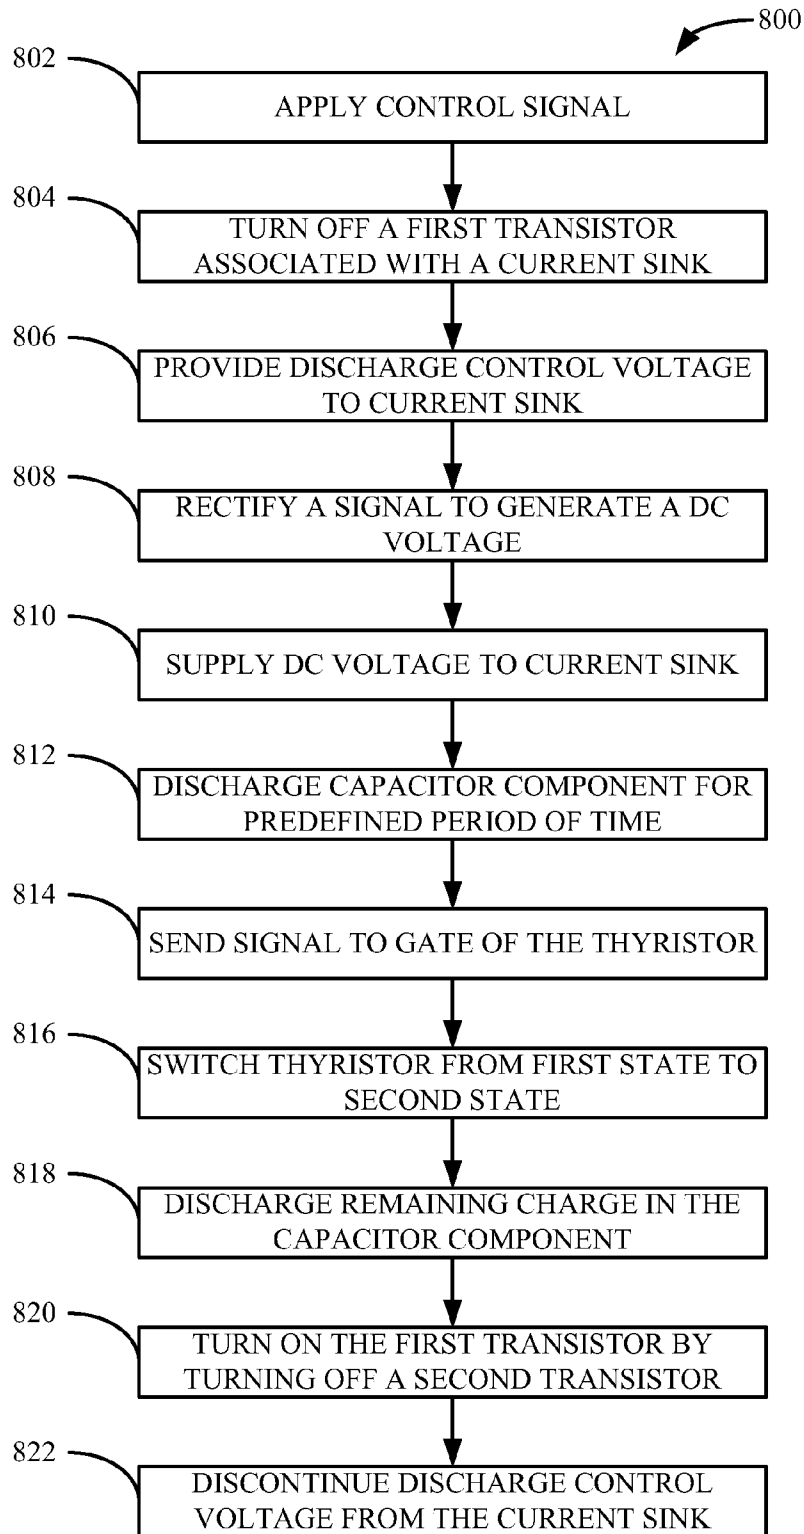 800
802
APPLY CONTROL SIGNAL
804
TURN OFF A FIRST TRANSISTOR
ASSOCIATED WITH A CURRENT SINK
806
PROVIDE DISCHARGE CONTROL VOLTAGE
TO CURRENT SINK
808
RECTIFY A SIGNAL TO GENERATE A DC
VOLTAGE
810
SUPPLY DC VOLTAGE TO CURRENT SINK
812
DISCHARGE CAPACITOR COMPONENT FOR
PREDEFINED PERIOD OF TIME
814
SEND SIGNAL TO GATE OF THE THYRISTOR
816
SWITCH THYRISTOR FROM FIRST STATE TO
SECOND STATE
818
DISCHARGE REMAINING CHARGE IN THE
CAPACITOR COMPONENT
820
TURN ON THE FIRST TRANSISTOR BY
TURNING OFF A SECOND TRANSISTOR
822
DISCONTINUE DISCHARGE CONTROL
VOLTAGE FROM THE CURRENT SINK